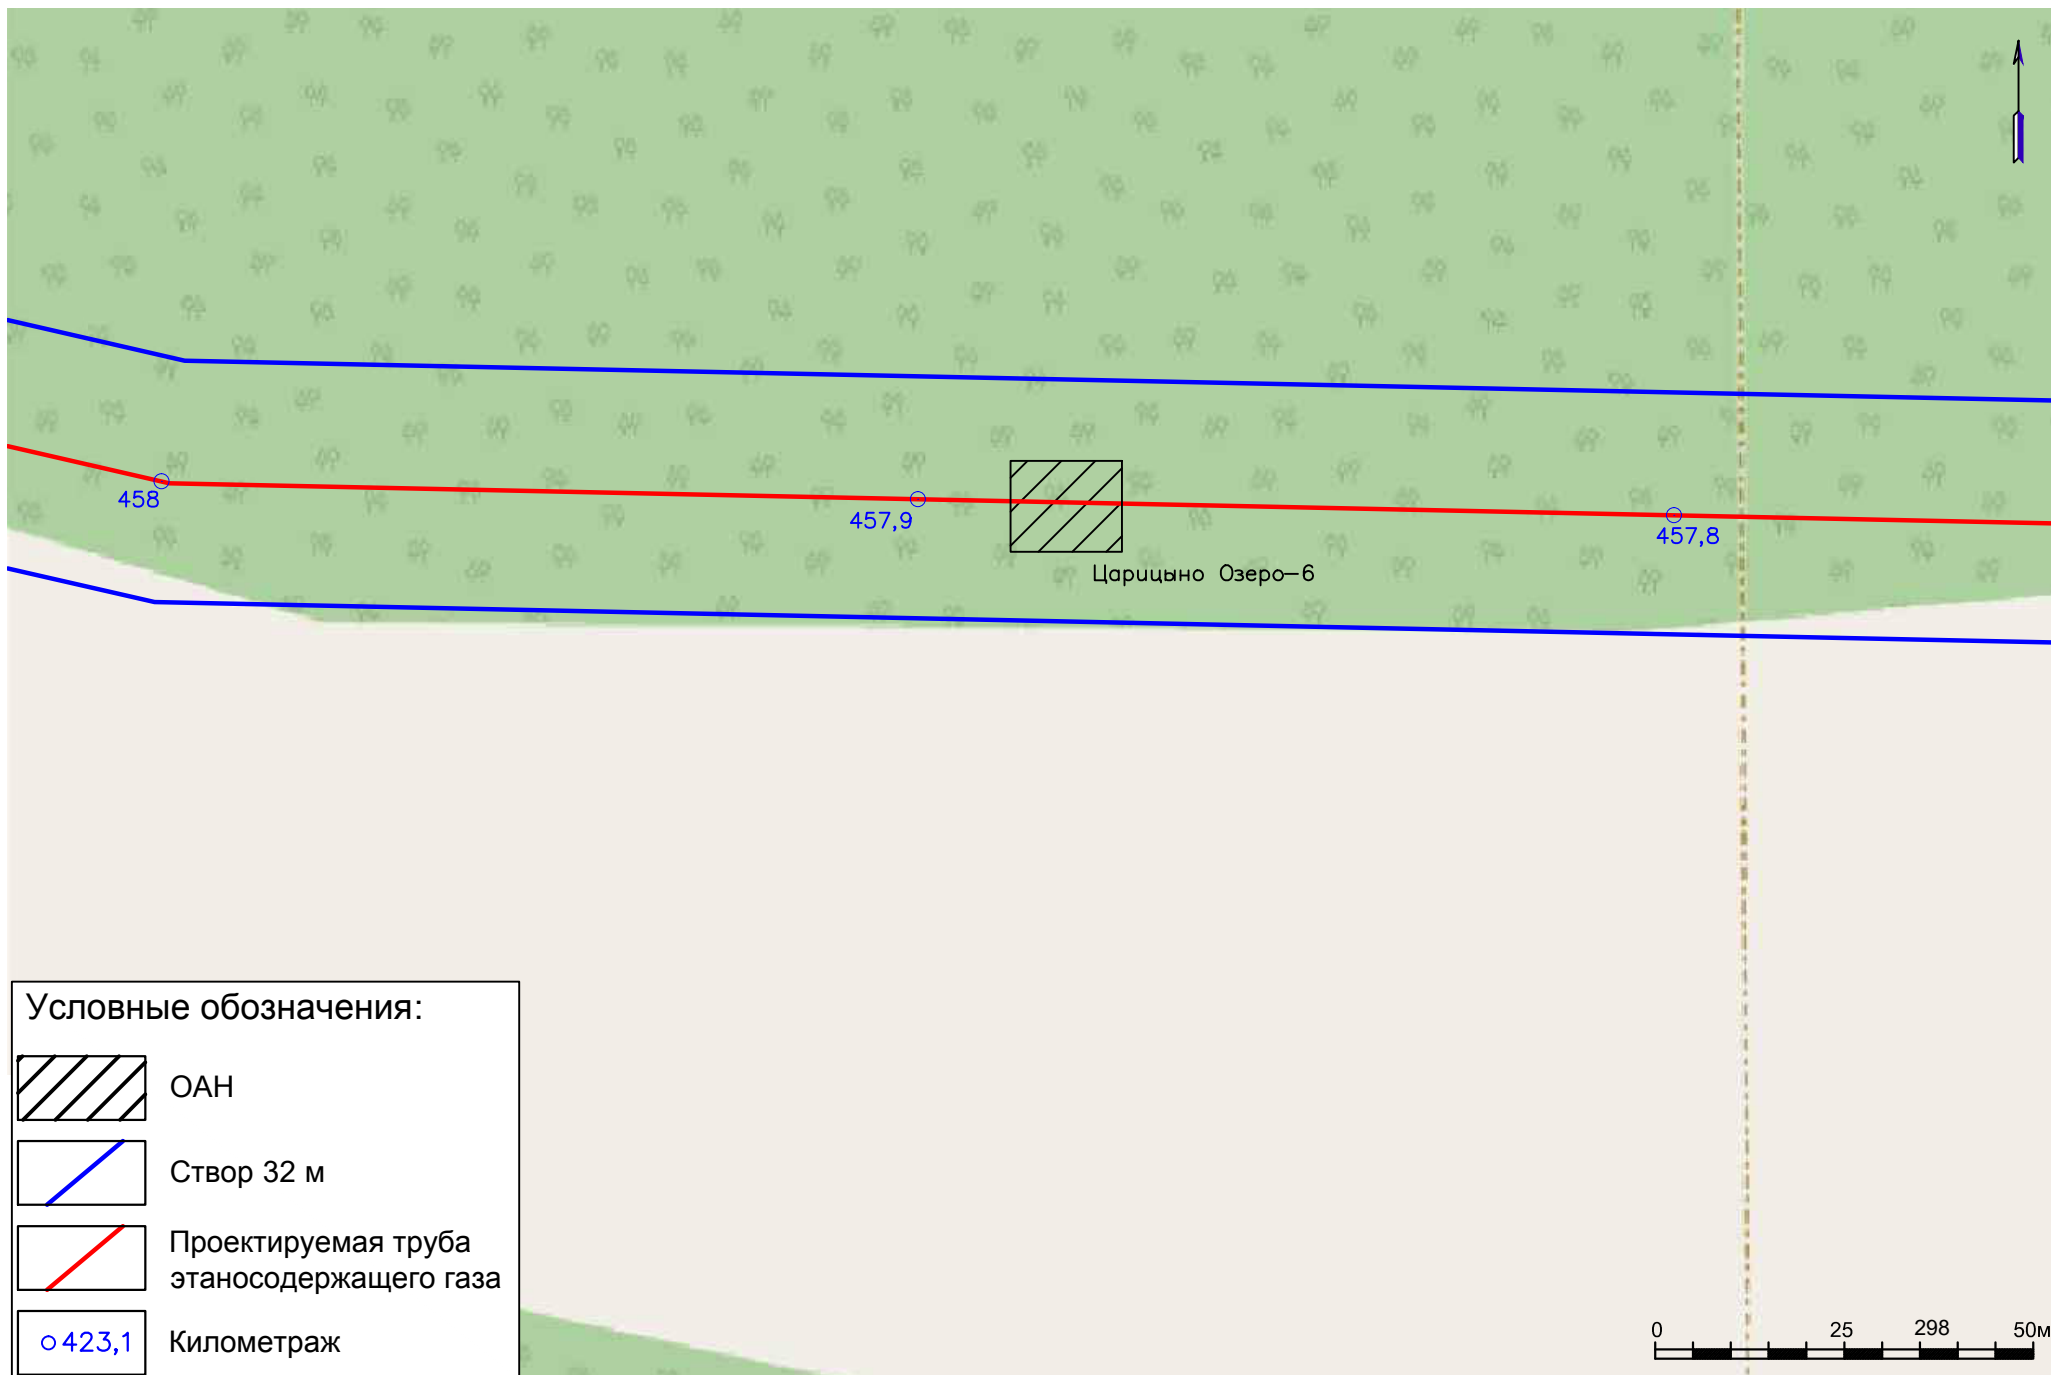 458
457,9
457,8
Царицыно Озеро-6
Условные обозначения:
ОАН
Створ 32 м
Проектируемая труба
этаносодержащего газа
423,1 Километраж
0 25 298 50м